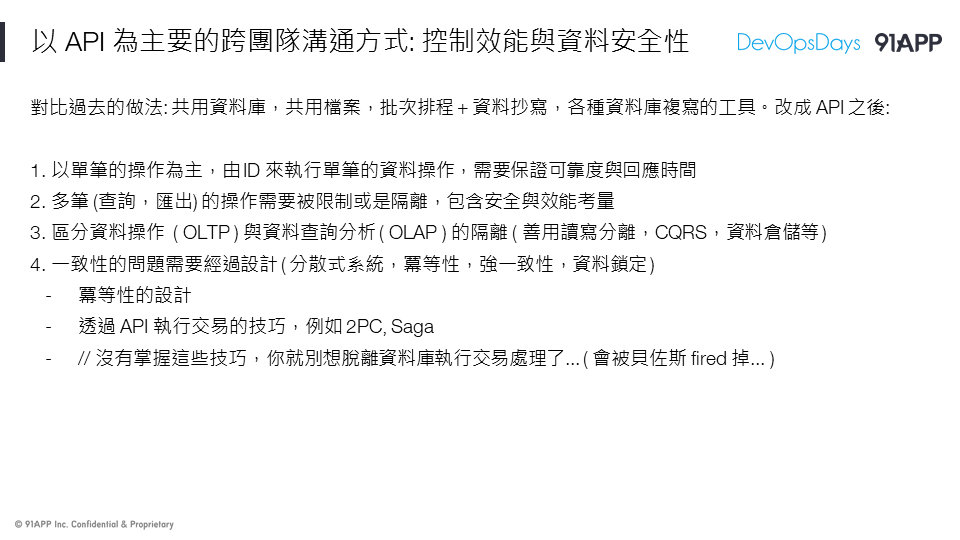 以 API 為主要的跨團隊溝通方式: 控制效能與資料安全性
DevOpsDays 91APP
對比過去的做法: 共用資料庫，共用檔案，批次排程 + 資料抄寫，各種資料庫複寫的工具。改成 API 之後:
1. 以單筆的操作為主，由 ID 來執行單筆的資料操作，需要保證可靠度與回應時間
2. 多筆 (查詢，匯出) 的操作需要被限制或是隔離，包含安全與效能考量
3. 區分資料操作 ( OLTP ) 與資料查詢分析 ( OLAP ) 的隔離 ( 善用讀寫分離，CQRS，資料倉儲等 )
4. 一致性的問題需要經過設計 ( 分散式系統，冪等性，強一致性，資料鎖定 )
- 冪等性的設計
- 透過 API 執行交易的技巧，例如 2PC, Saga
- // 沒有掌握這些技巧，你就別想脫離資料庫執行交易處理了... ( 會被貝佐斯 fired 掉... )
© 91APP Inc. Confidential & Proprietary